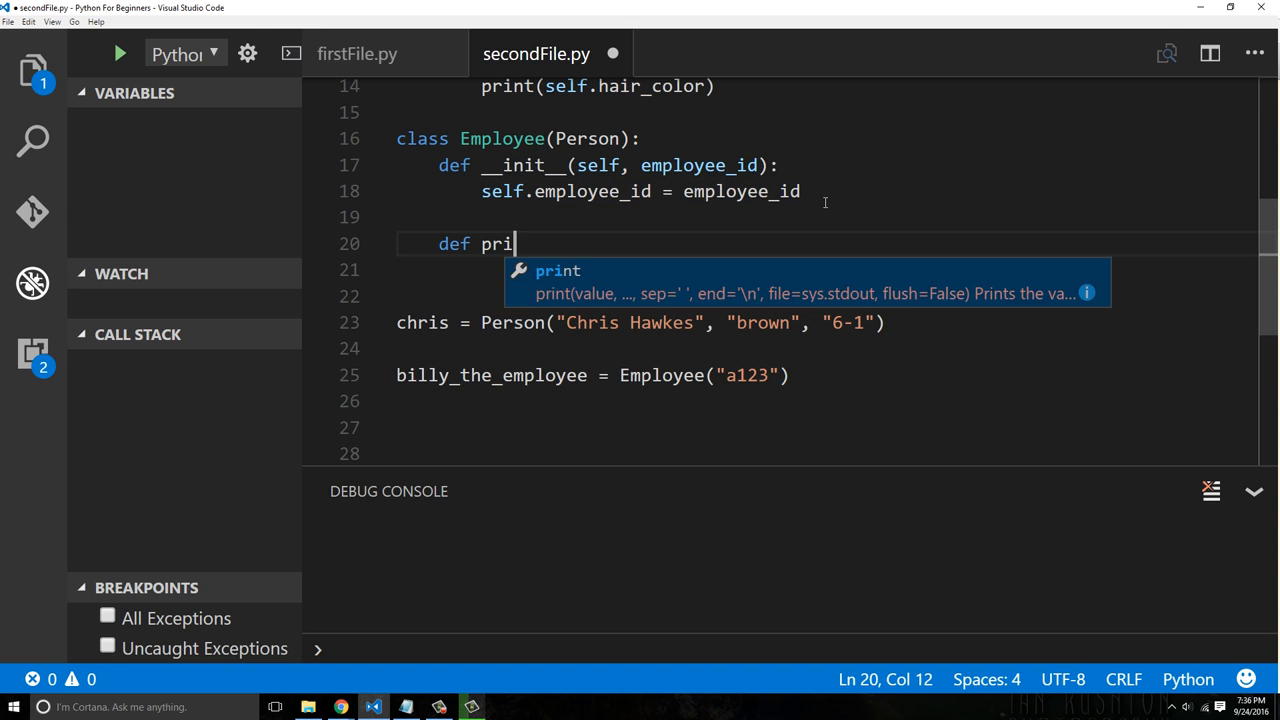 ● secondFile.py - Python For Beginners - Visual Studio Code
File Edit View Go Help
Pythor
firstFile.py secondFile.py
1
VARIABLES
WATCH
CALL STACK
2
BREAKPOINTS
All Exceptions
Uncaught Exceptions
14 print(self.hair_color)
15
16 class Employee(Person):
17 def __init__(self, employee_id):
18 self.employee_id = employee_id
19
20 def pri
print
print(value, ..., sep=' ', end='\n', file=sys.stdout, flush=False) Prints the va...
21
22
23 chris = Person("Chris Hawkes", "brown", "6-1")
24
25 billy_the_employee = Employee("a123")
26
27
28
DEBUG CONSOLE
0 0 Ln 20, Col 12 Spaces: 4 UTF-8 CRLF Python
I'm Cortana. Ask me anything.
7:36 PM
9/24/2016